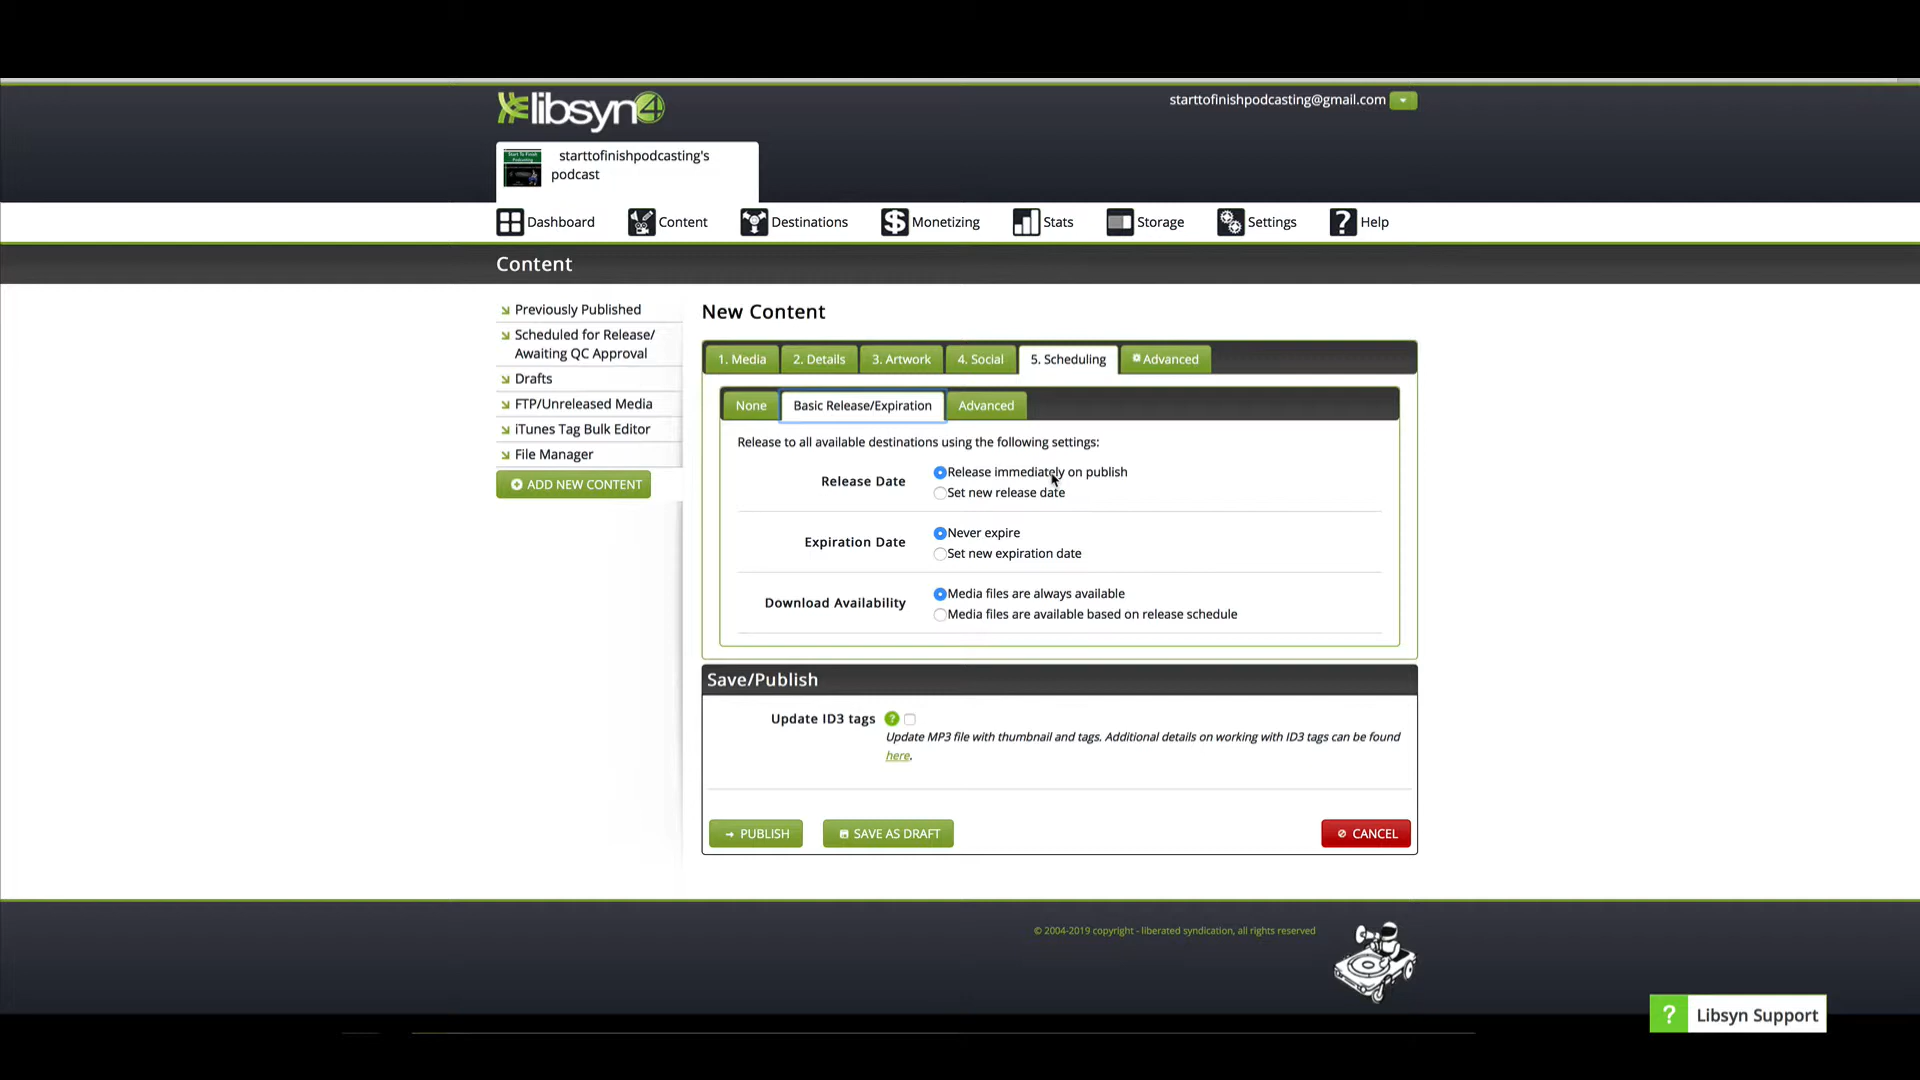 libsyn4
starttofinishpodcasting@gmail.com
starttofinishpodcasting's
podcast
Dashboard
Content
Destinations
Monetizing
Stats
Storage
Settings
Help
Content
Previously Published
Scheduled for Release/
Awaiting QC Approval
Drafts
FTP/Unreleased Media
iTunes Tag Bulk Editor
File Manager
ADD NEW CONTENT
New Content
1. Media
2. Details
3. Artwork
4. Social
5. Scheduling
Advanced
None
Basic Release/Expiration
Advanced
Release to all available destinations using the following settings:
Release Date
Release immediately on publish
Set new release date
Expiration Date
Never expire
Set new expiration date
Download Availability
Media files are always available
Media files are available based on release schedule
Save/Publish
Update ID3 tags ?
Update MP3 file with thumbnail and tags. Additional details on working with ID3 tags can be found
here.
PUBLISH
SAVE AS DRAFT
CANCEL
© 2004-2019 copyright - liberated syndication, all rights reserved
? Libsyn Support